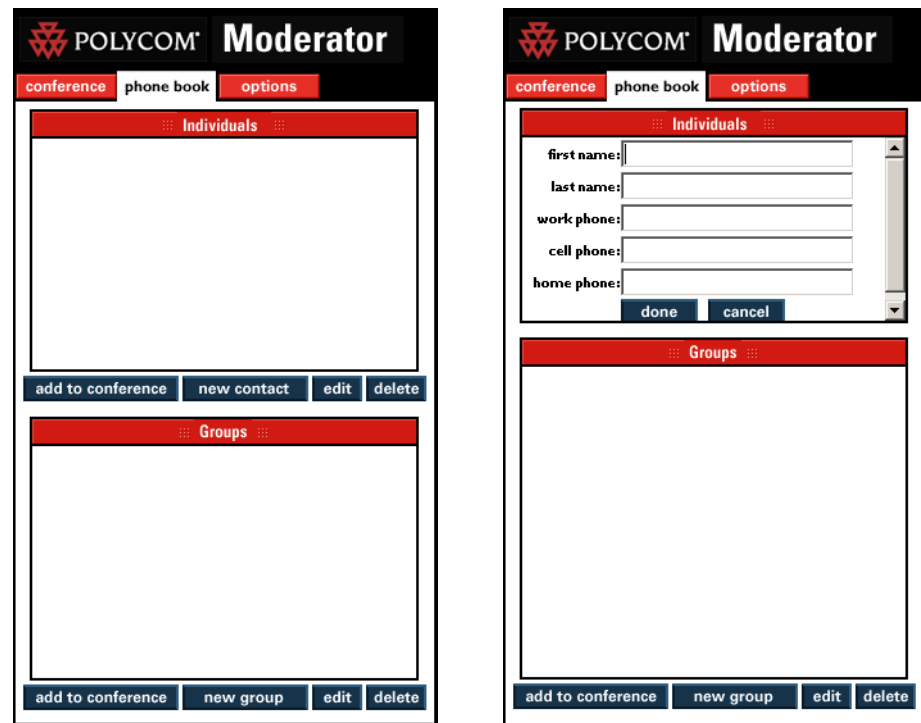 POLYCOM Moderator
conference phone book options
Individuals
add to conference new contact edit delete
Groups
add to conference new group edit delete
POLYCOM Moderator
conference phone book options
Individuals
first name:
last name:
work phone:
cell phone:
home phone:
done cancel
Groups
add to conference new group edit delete